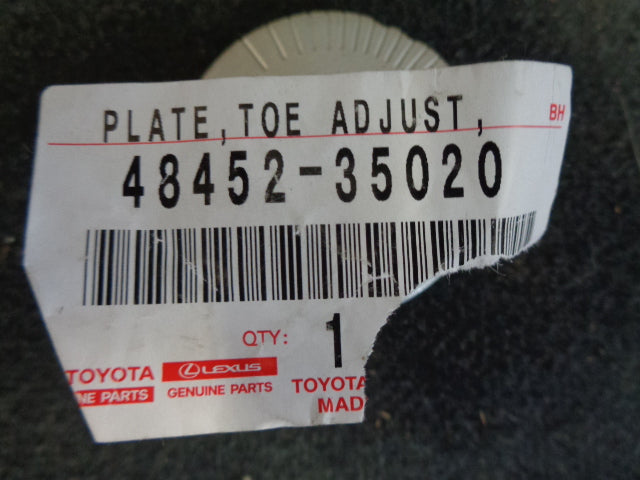 PLATE, TOE ADJUST,
BH
48452-35020
QTY: 1
TOYOTA LEXUS
GENUINE PARTS
NE PARTS
TOYOTA
MAD